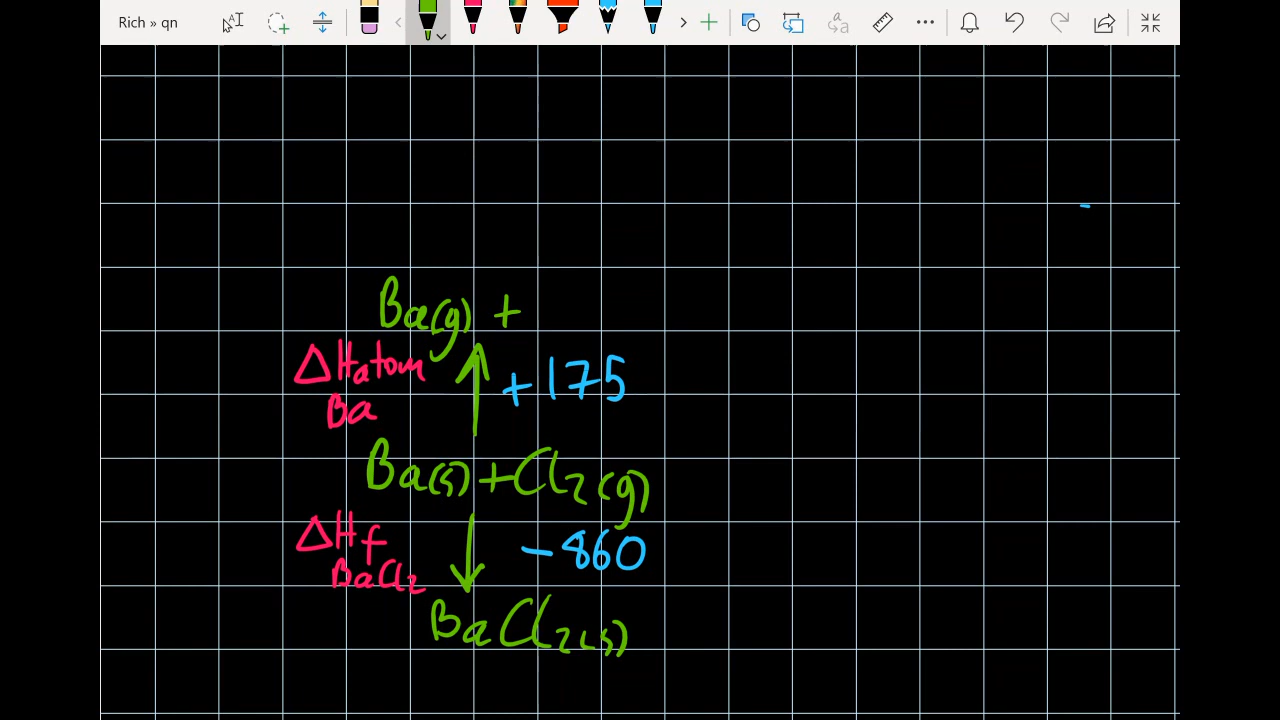 Rich » qn
Ba(g) +
ΔHatom
Ba
+175
Ba(s) + Cl2(g)
ΔHf
BaCl2
-860
BaCl2(s)
-